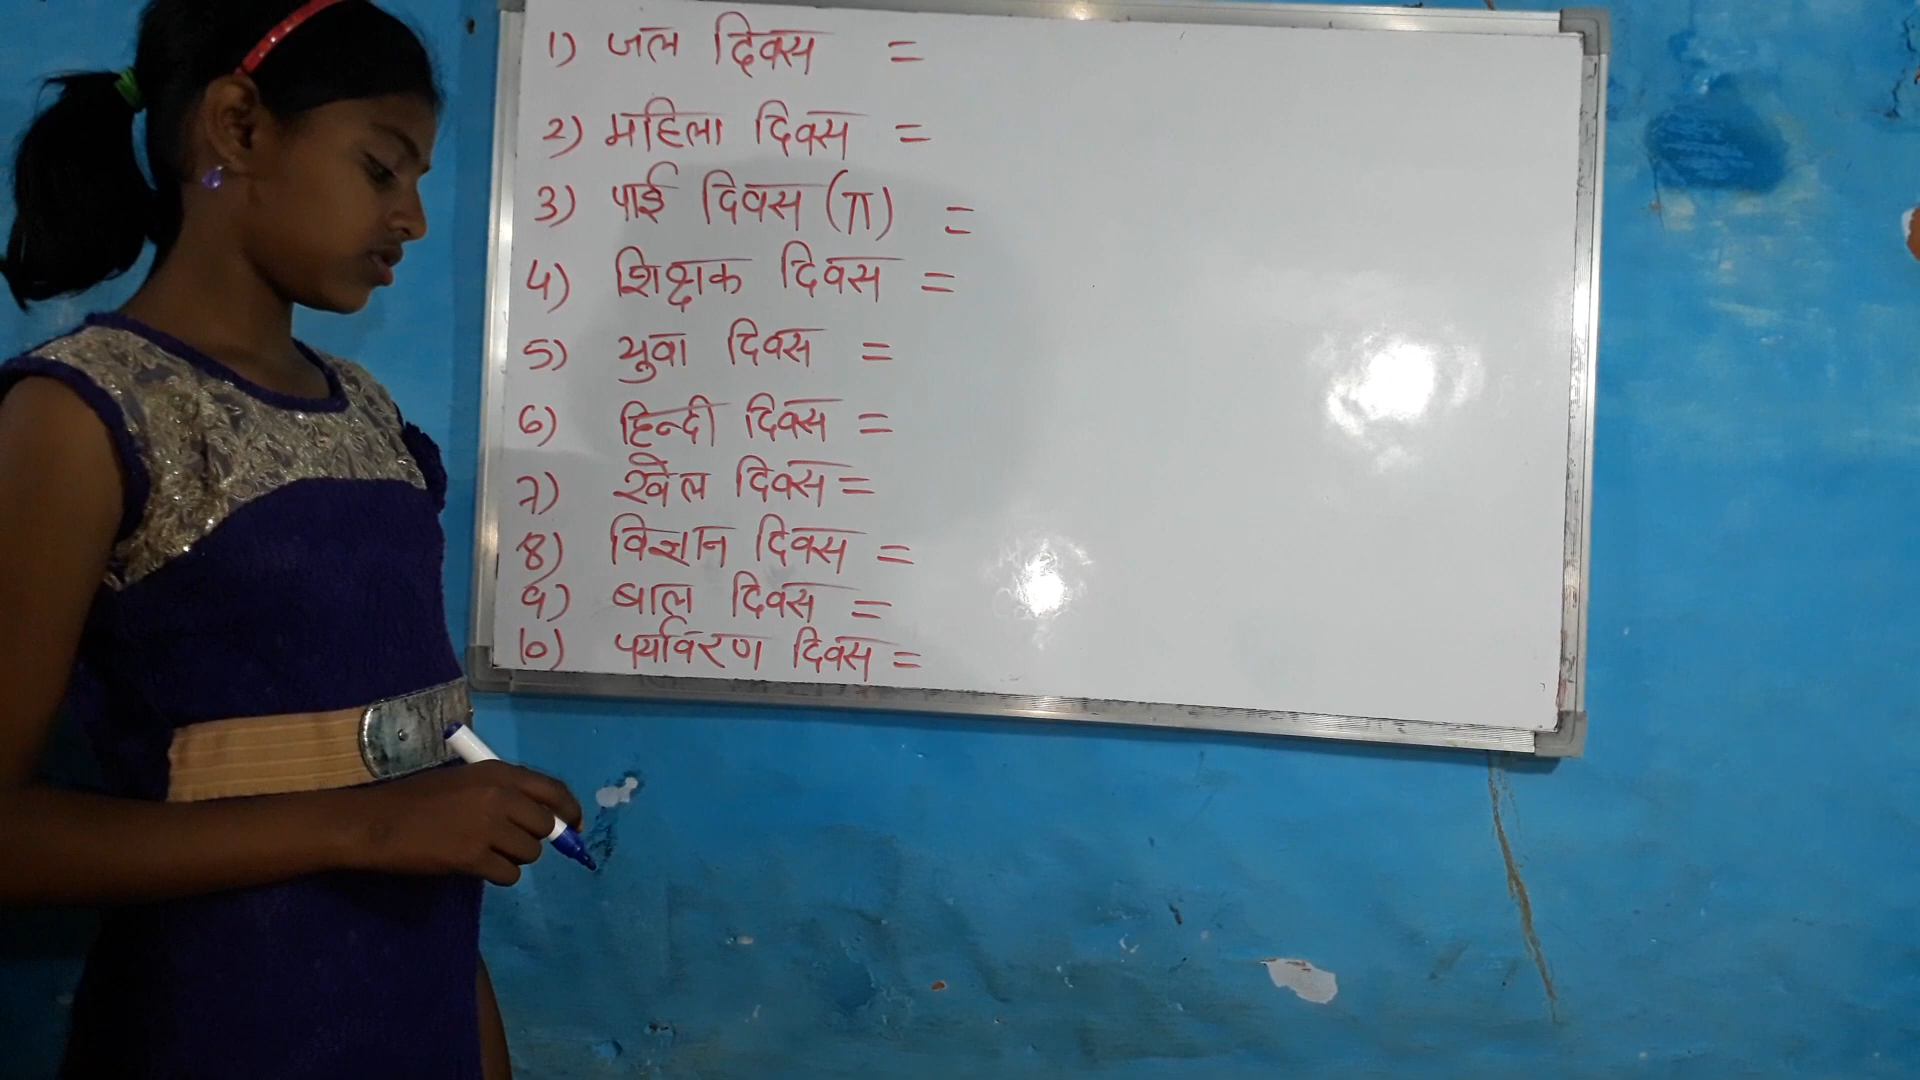 1) जल दिवस =
2) महिला दिवस =
3) पाई दिवस (π) =
4) शिक्षक दिवस =
5) युवा दिवस =
6) हिन्दी दिवस =
7) खेल दिवस =
8) विज्ञान दिवस =
9) बाल दिवस =
10) पर्यावरण दिवस =